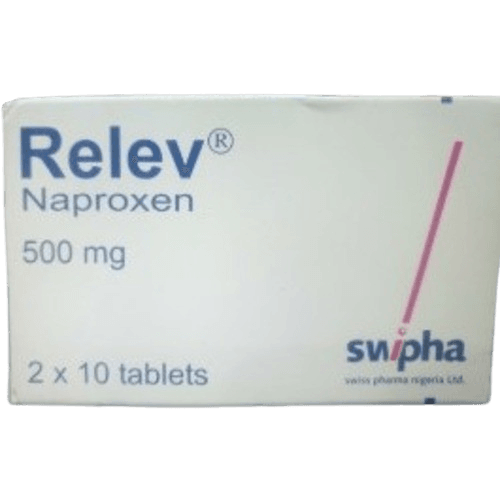 Relev®
Naproxen
500 mg
2 x 10 tablets
swipha
swiss pharma nigeria Ltd.